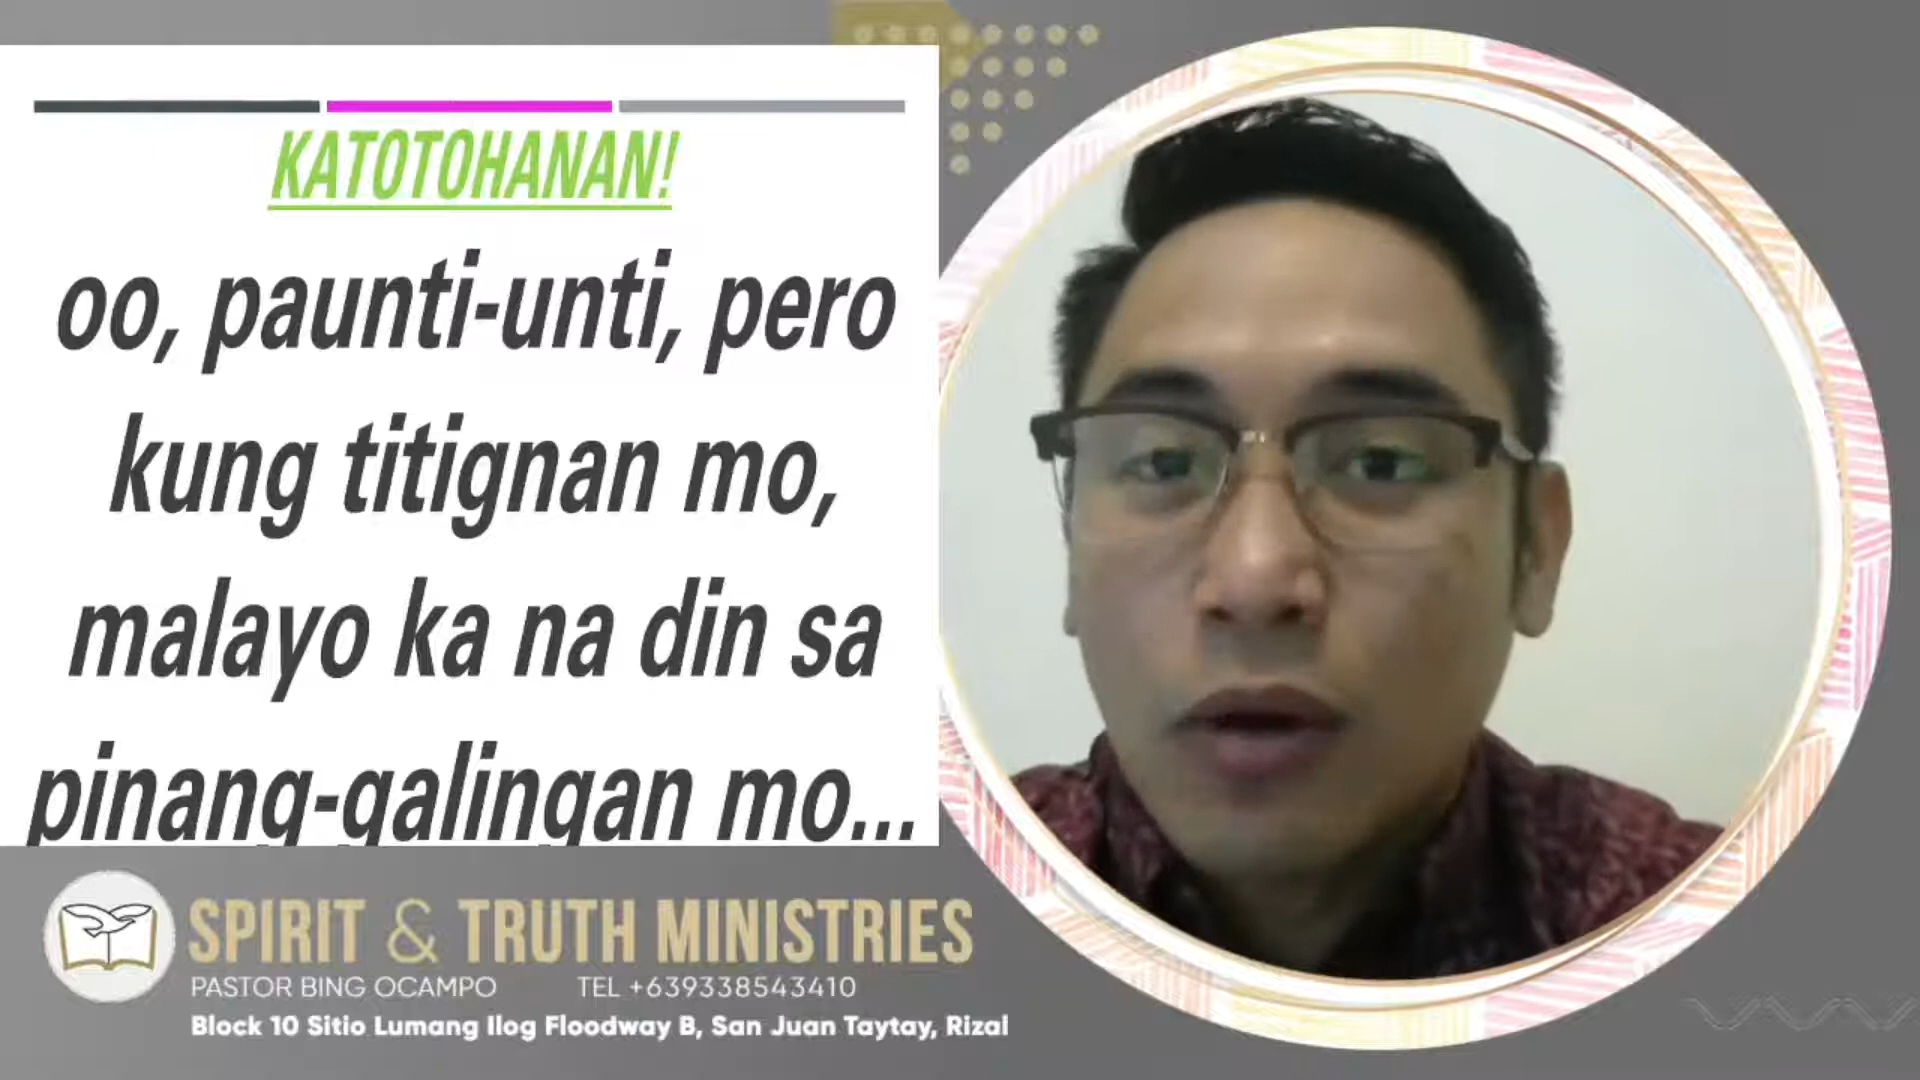 KATOTOHANAN!
oo, paunti-unti, pero
kung titignan mo,
malayo ka na din sa
pinang-galingan mo...
SPIRIT & TRUTH MINISTRIES
PASTOR BING OCAMPO TEL +639338543410
Block 10 Sitio Lumang Ilog Floodway B, San Juan Taytay, Rizal